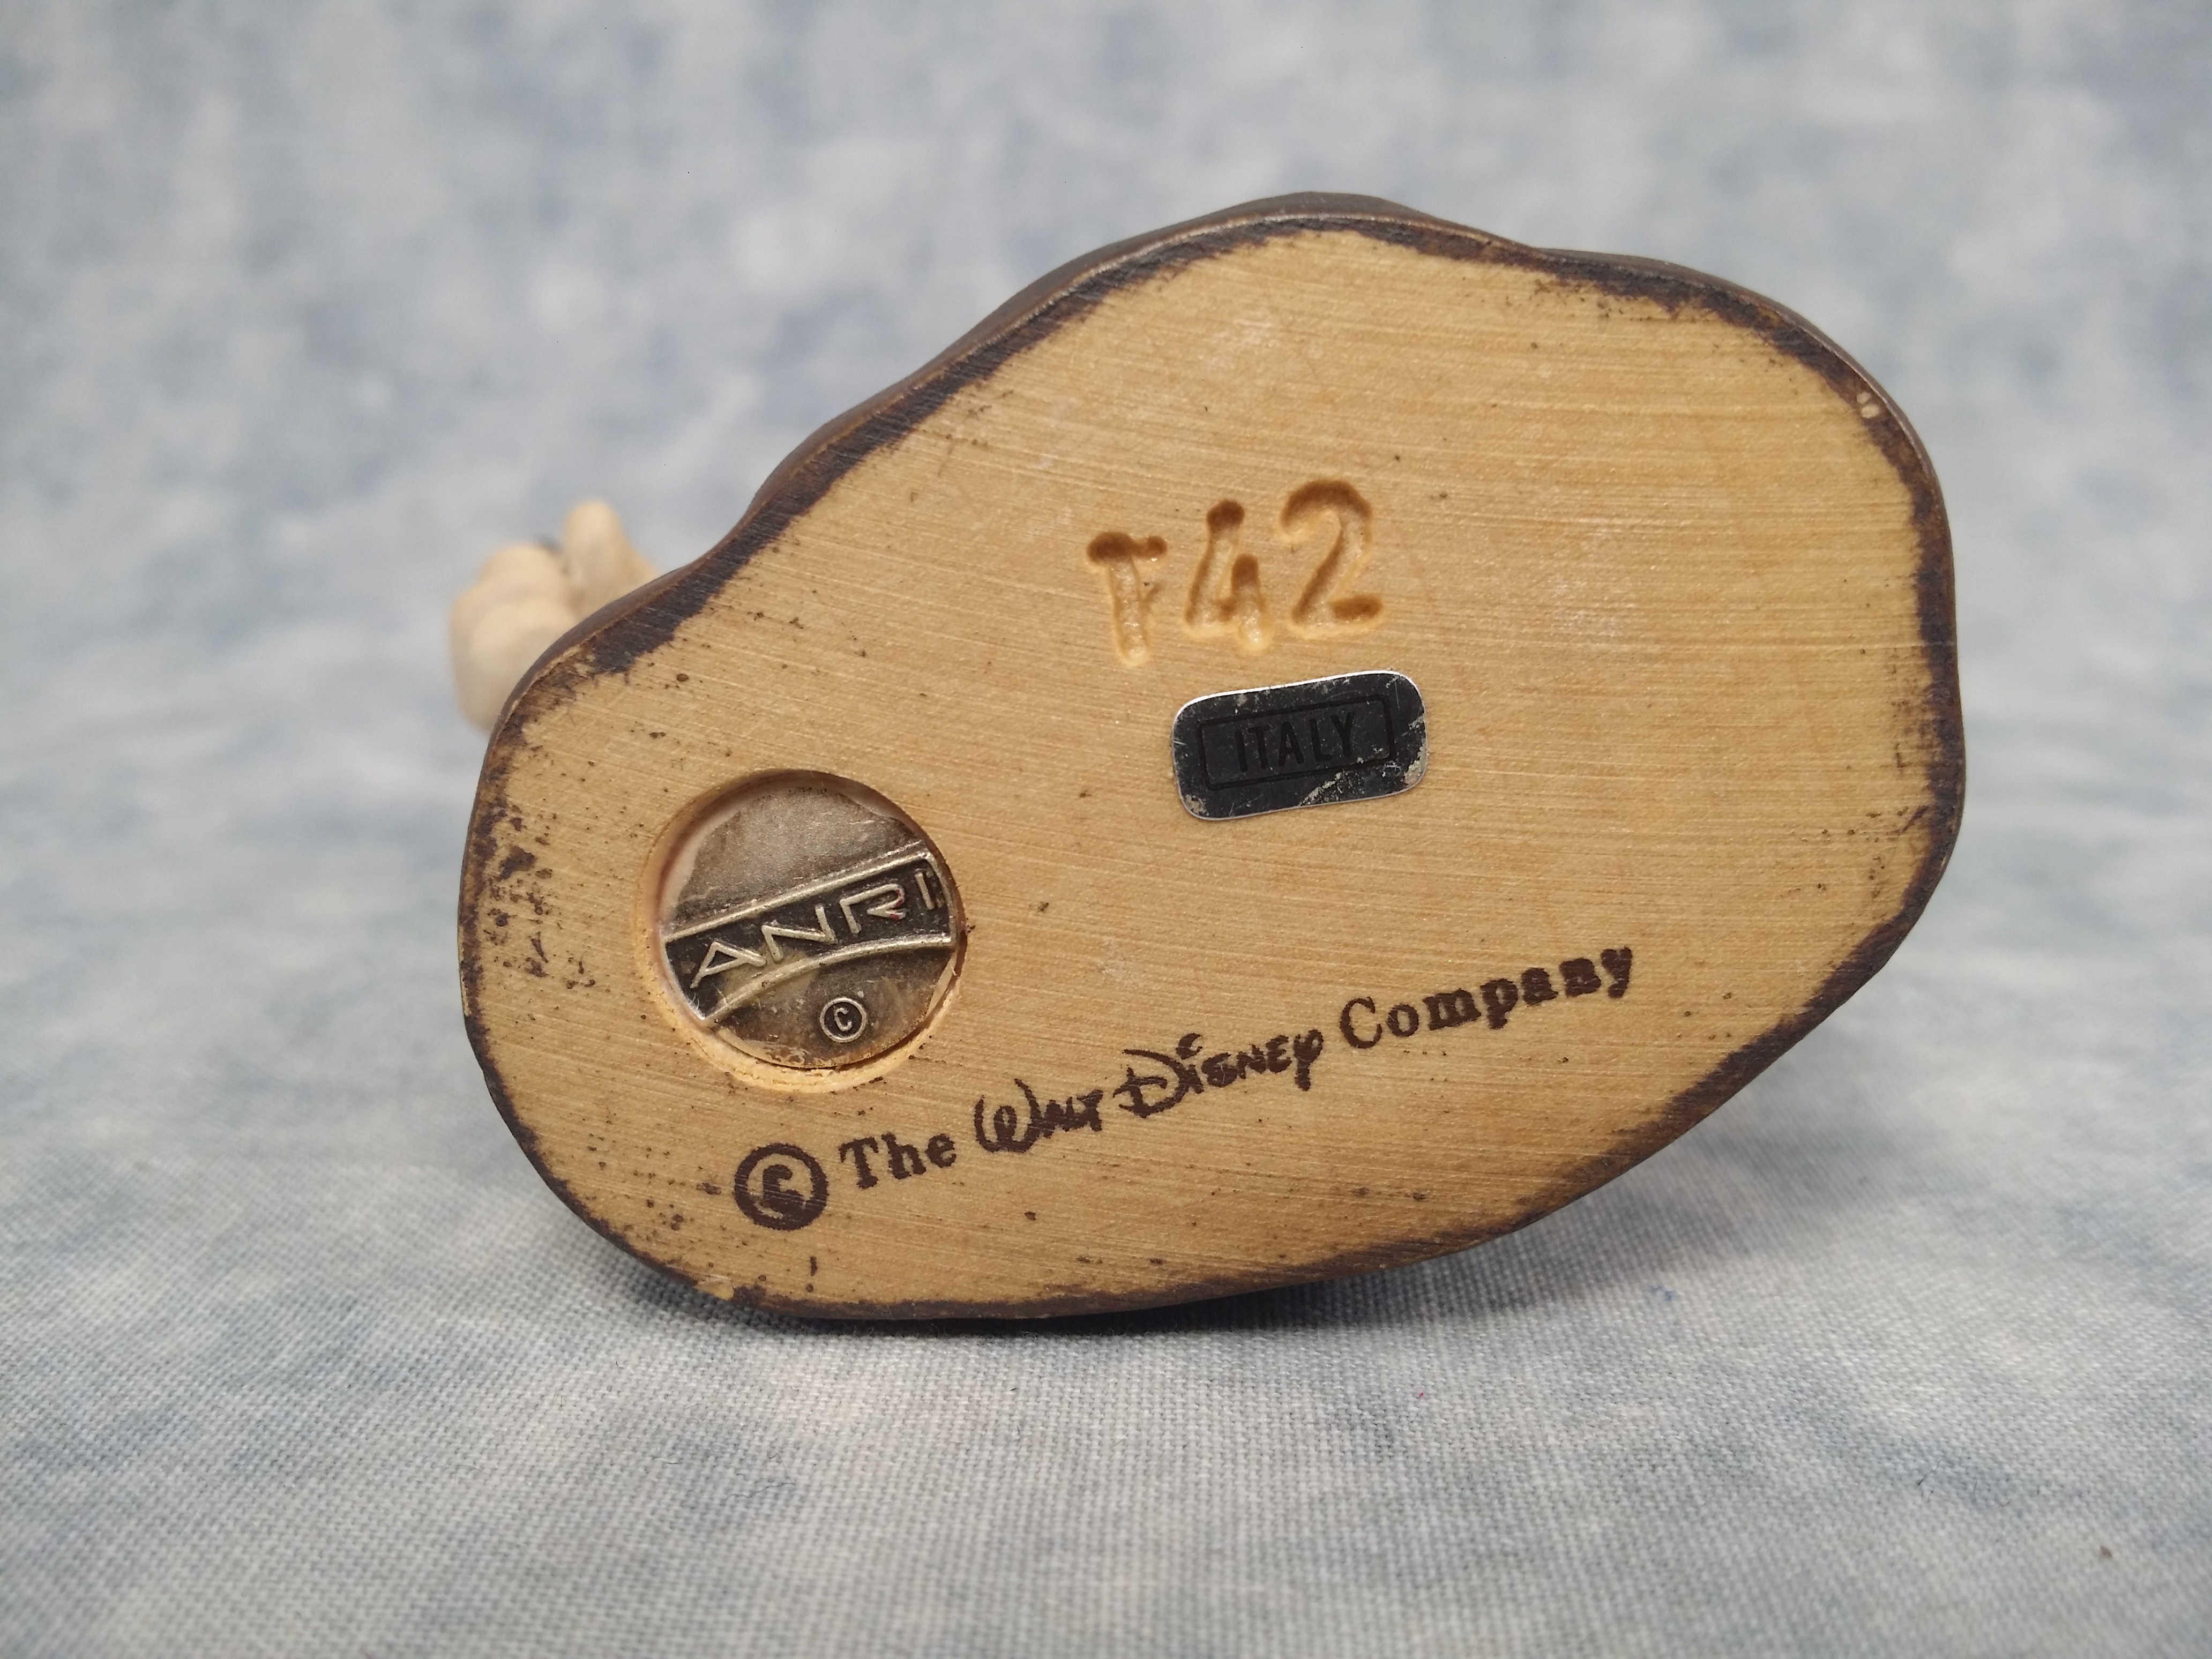 T42
ITALY
ANRI
©
© The Walt Disney Company